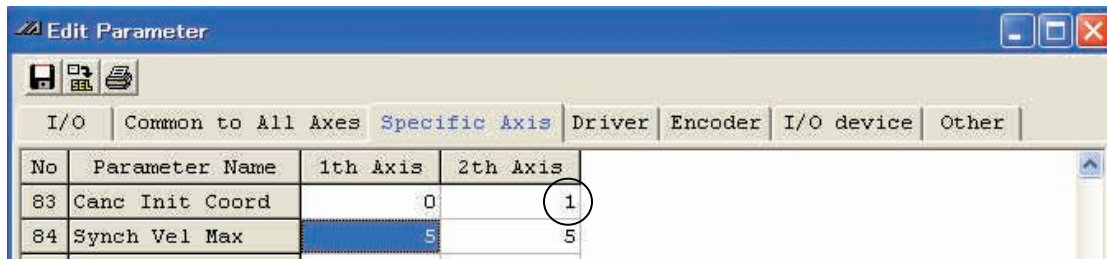 Edit Parameter
SEL
I/O Common to All Axes Specific Axis Driver Encoder I/O device Other
No Parameter Name 1th Axis 2th Axis
83 Canc Init Coord 0 1
84 Synch Vel Max 5 5